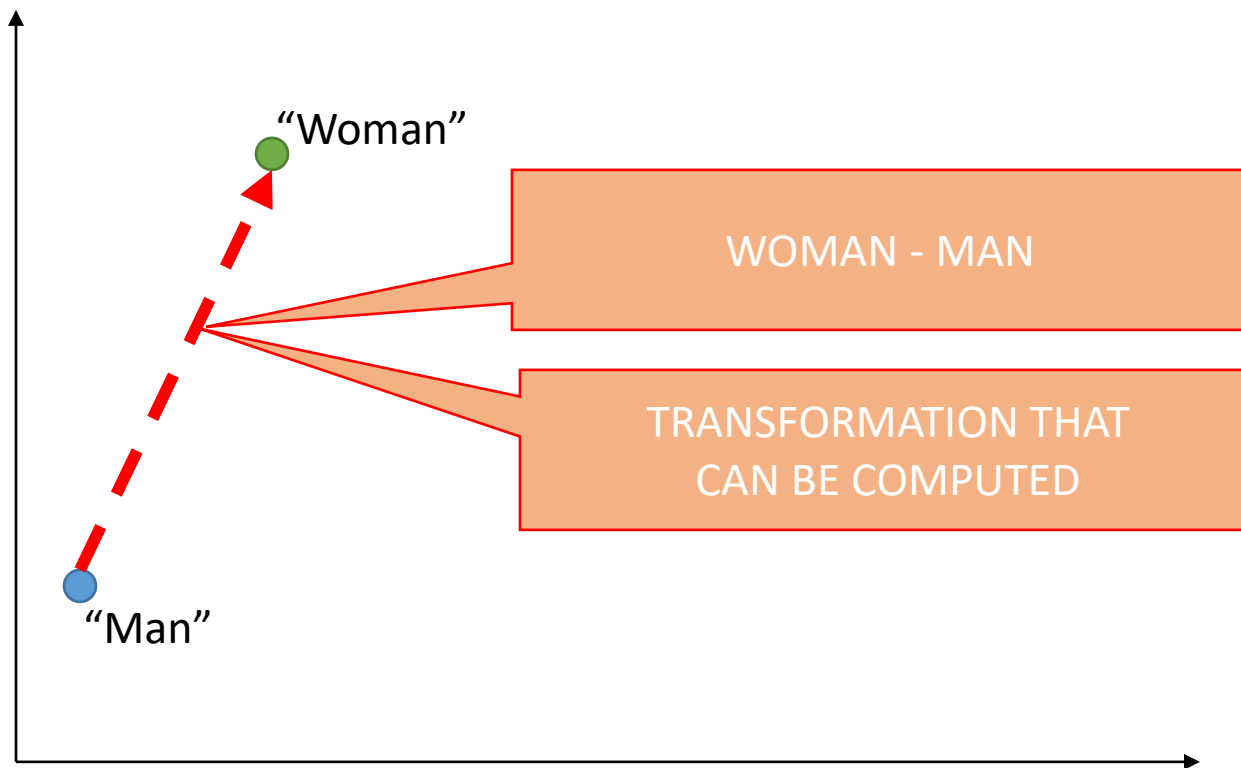 “Woman”
WOMAN - MAN
TRANSFORMATION THAT
CAN BE COMPUTED
“Man”